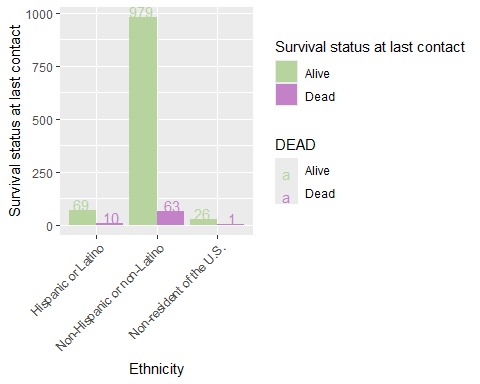 Survival status at last contact
1000
750
500
250
0
979
69
10
63
26
1
Hispanic or Latino
Non-Hispanic or non-Latino
Non-resident of the U.S.
Ethnicity
Survival status at last contact
Alive
Dead
DEAD
a Alive
a Dead